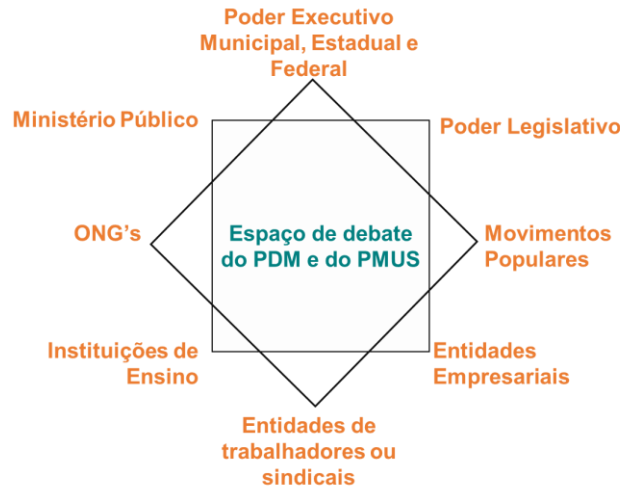 Poder Executivo
Municipal, Estadual e
Federal
Ministério Público
Poder Legislativo
ONG's
Espaço de debate
do PDM e do PMUS
Movimentos
Populares
Instituições de
Ensino
Entidades
Empresariais
Entidades de
trabalhadores ou
sindicais